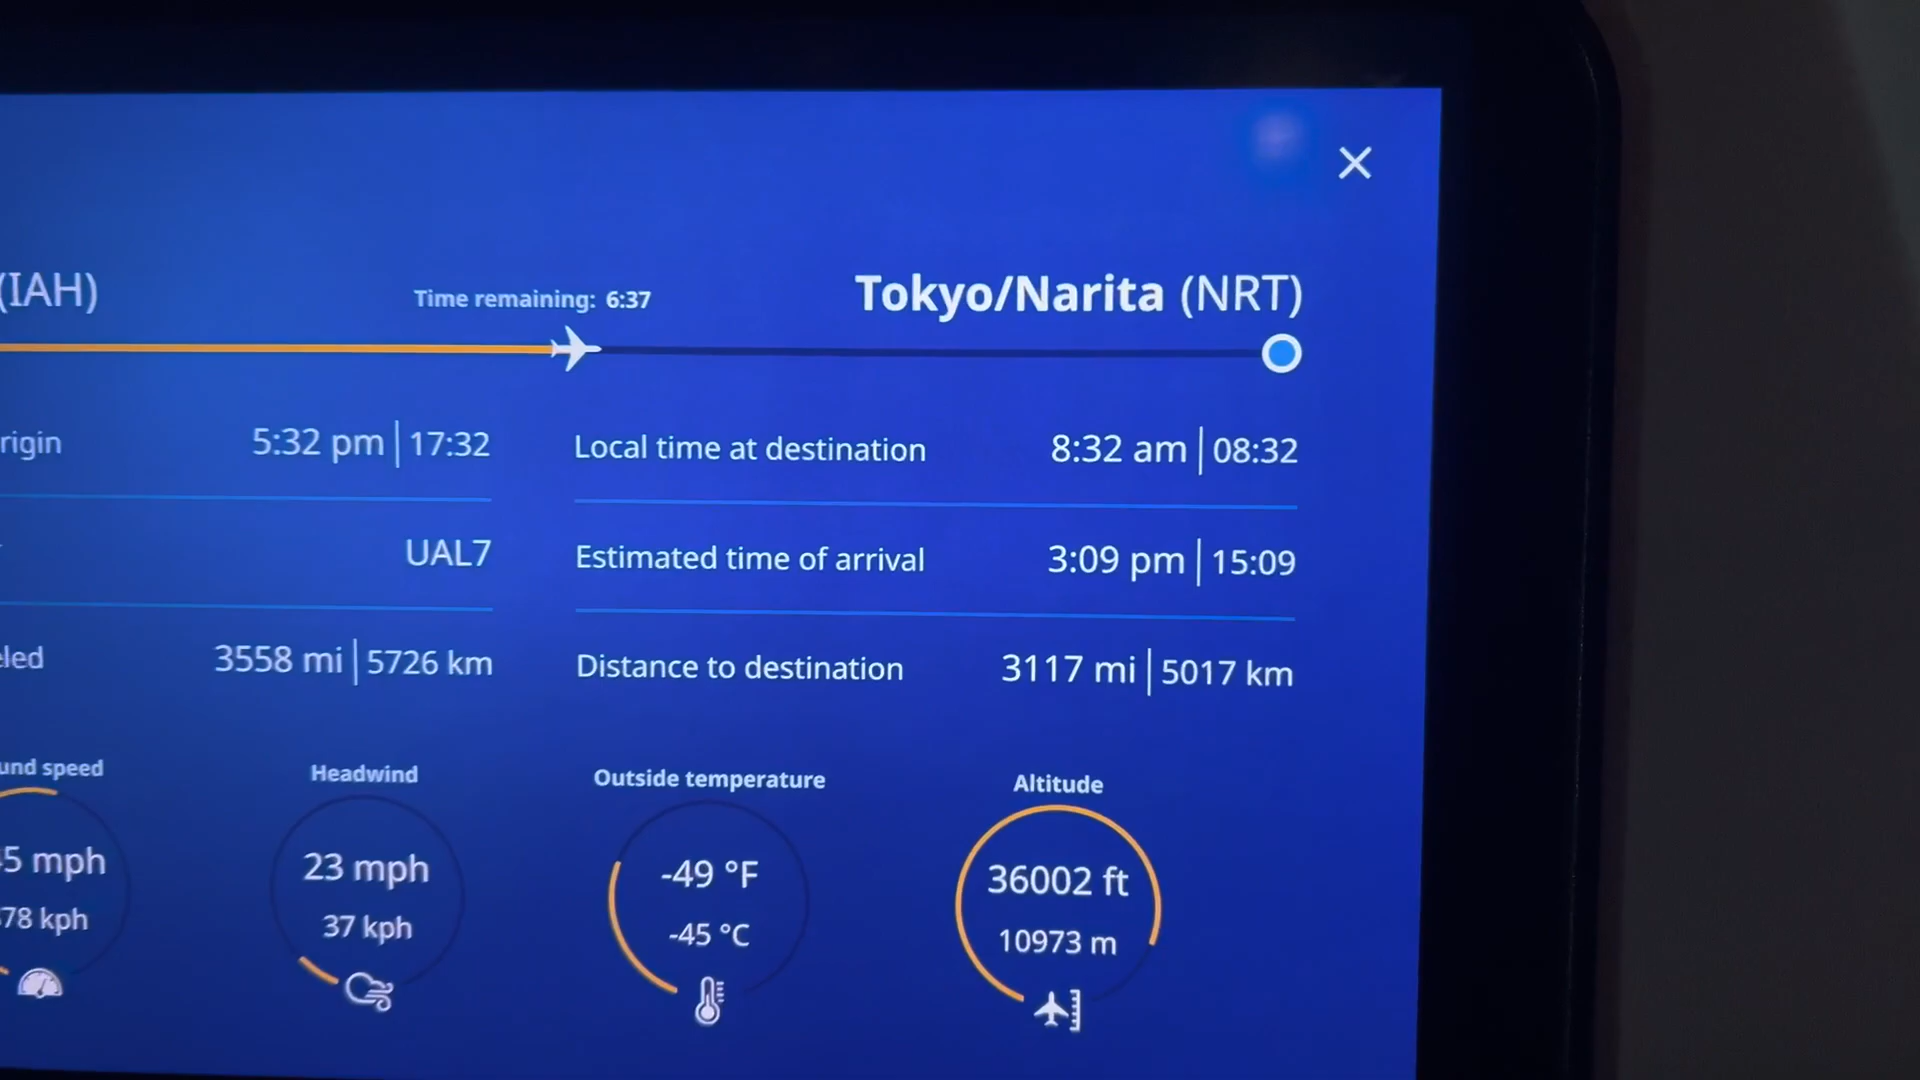 (IAH)
Time remaining: 6:37
Tokyo/Narita (NRT)
5:32 pm | 17:32
Local time at destination 8:32 am | 08:32
UAL7
Estimated time of arrival 3:09 pm | 15:09
3558 mi | 5726 km
Distance to destination 3117 mi | 5017 km
speed
Headwind
Outside temperature
Altitude
5 mph
23 mph
-49 °F
36002 ft
78 kph
37 kph
-45 °C
10973 m